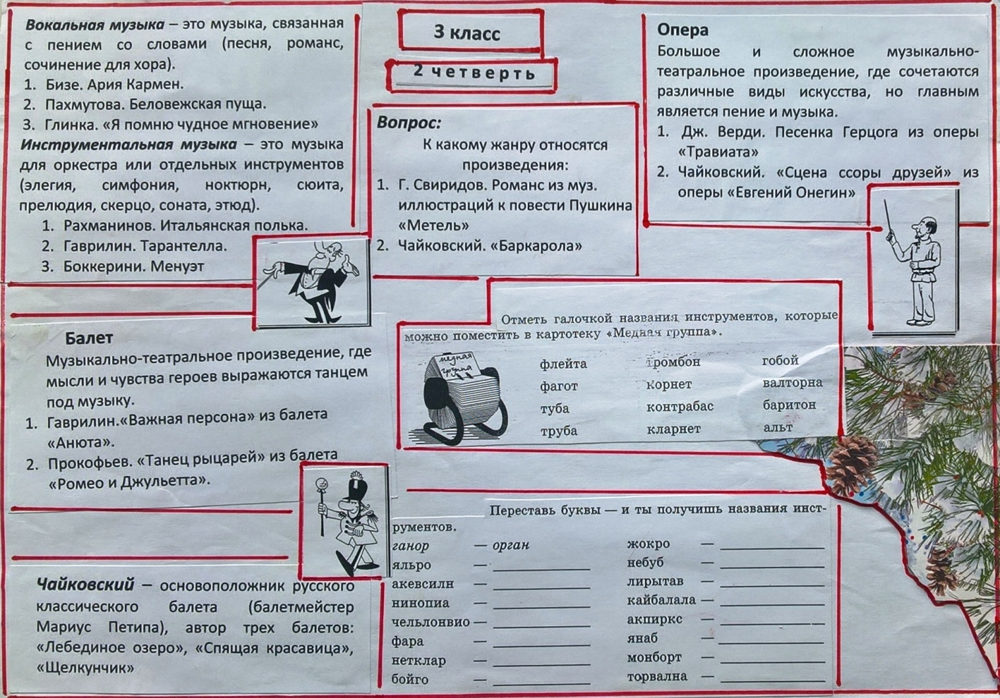 Вокальная музыка – это музыка, связанная
с пением со словами (песня, романс,
сочинение для хора).
1. Бизе. Ария Кармен.
2. Пахмутова. Беловежская пуща.
3. Глинка. «Я помню чудное мгновение»
Инструментальная музыка – это музыка
для оркестра или отдельных инструментов
(элегия, симфония, ноктюрн, сюита,
прелюдия, скерцо, соната, этюд).
1. Рахманинов. Итальянская полька.
2. Гаврилин. Тарантелла.
3. Боккерини. Менуэт
3 класс
2 четверть
Вопрос:
К какому жанру относятся
произведения:
1. Г. Свиридов. Романс из муз.
иллюстраций к повести Пушкина
«Метель»
2. Чайковский. «Баркарола»
Опера
Большое и сложное музыкально-
театральное произведение, где сочетаются
различные виды искусства, но главным
является пение и музыка.
1. Дж. Верди. Песенка Герцога из оперы
«Травиата»
2. Чайковский. «Сцена ссоры друзей» из
оперы «Евгений Онегин»
Балет
Музыкально-театральное произведение, где
мысли и чувства героев выражаются танцем
под музыку.
1. Гаврилин.«Важная персона» из балета
«Анюта».
2. Прокофьев. «Танец рыцарей» из балета
«Ромео и Джульетта».
Чайковский – основоположник русского
классического балета (балетмейстер
Мариус Петипа), автор трех балетов:
«Лебединое озеро», «Спящая красавица»,
«Щелкунчик»
Отметь галочкой названия инструментов, которые
можно поместить в картотеку «Медная группа».
медная
группа
флейта тромбон гобой
фагот корнет валторна
туба контрабас баритон
труба кларнет альт
Переставь буквы — и ты получишь названия инст-
рументов.
ганор — орган жокро —
яльро — небуб —
акевсилн — лирытав —
нинопиа — кайбалала —
чельлонвио — акпиркс —
фара — янаб —
нетклар — монборт —
бойго — торвална —